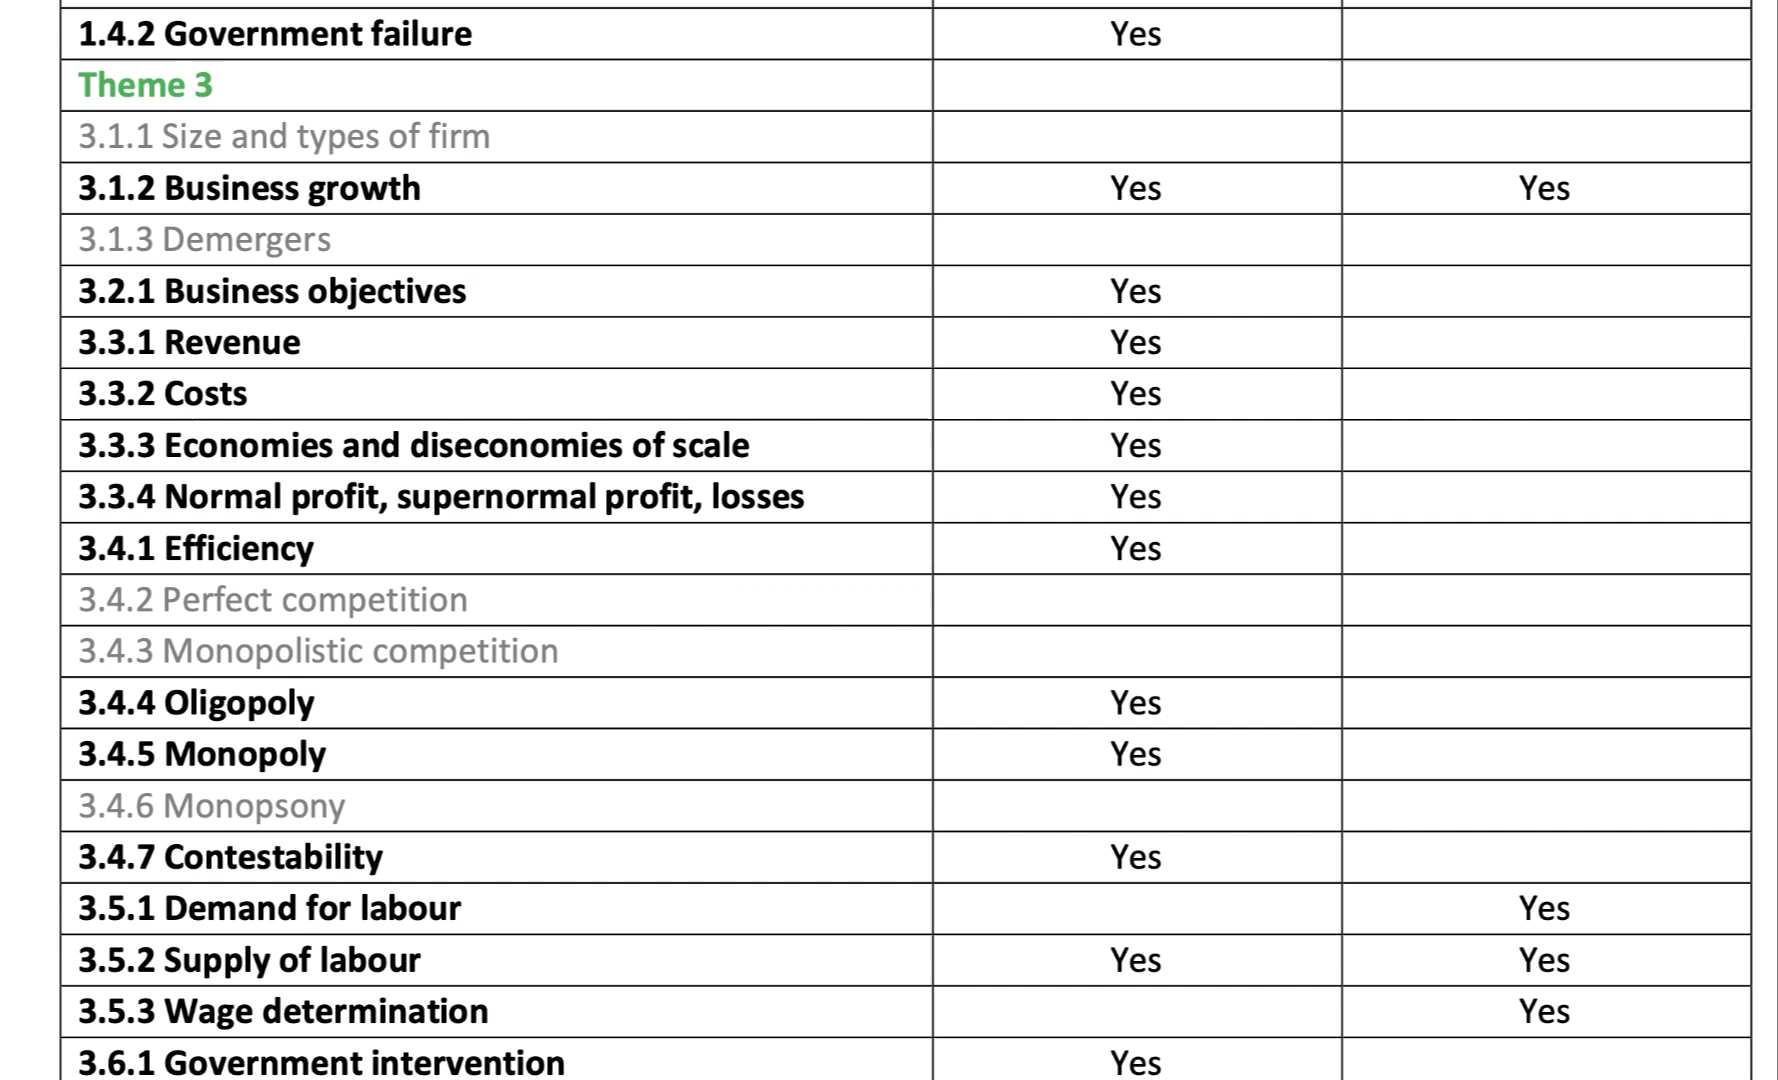 1.4.2 Government failure Yes
Theme 3
3.1.1 Size and types of firm
3.1.2 Business growth Yes Yes
3.1.3 Demergers
3.2.1 Business objectives Yes
3.3.1 Revenue Yes
3.3.2 Costs Yes
3.3.3 Economies and diseconomies of scale Yes
3.3.4 Normal profit, supernormal profit, losses Yes
3.4.1 Efficiency Yes
3.4.2 Perfect competition
3.4.3 Monopolistic competition
3.4.4 Oligopoly Yes
3.4.5 Monopoly Yes
3.4.6 Monopsony
3.4.7 Contestability Yes
3.5.1 Demand for labour Yes
3.5.2 Supply of labour Yes Yes
3.5.3 Wage determination Yes
3.6.1 Government intervention Yes